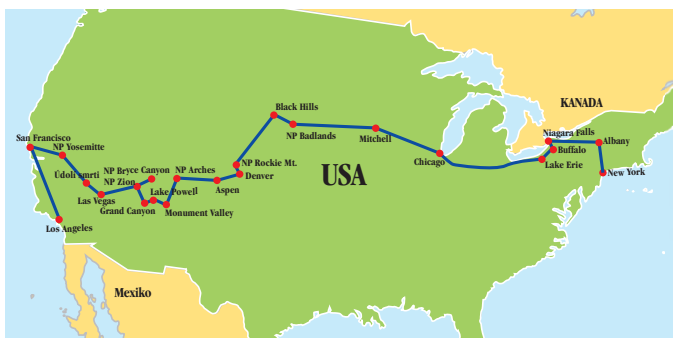 Black Hills
KANADA
NP Badlands
Mitchell
Niagara Falls
San Francisco
NP Yosemitte
Albany
Buffalo
Chicago
Lake Erie
NP Rockie Mt.
NP Bryce Canyon
NP Arches
Denver
USA
New York
Údolí smrti
NP Zion
Aspen
Lake Powell
Las Vegas
Grand Canyon
Monument Valley
Los Angeles
Mexiko